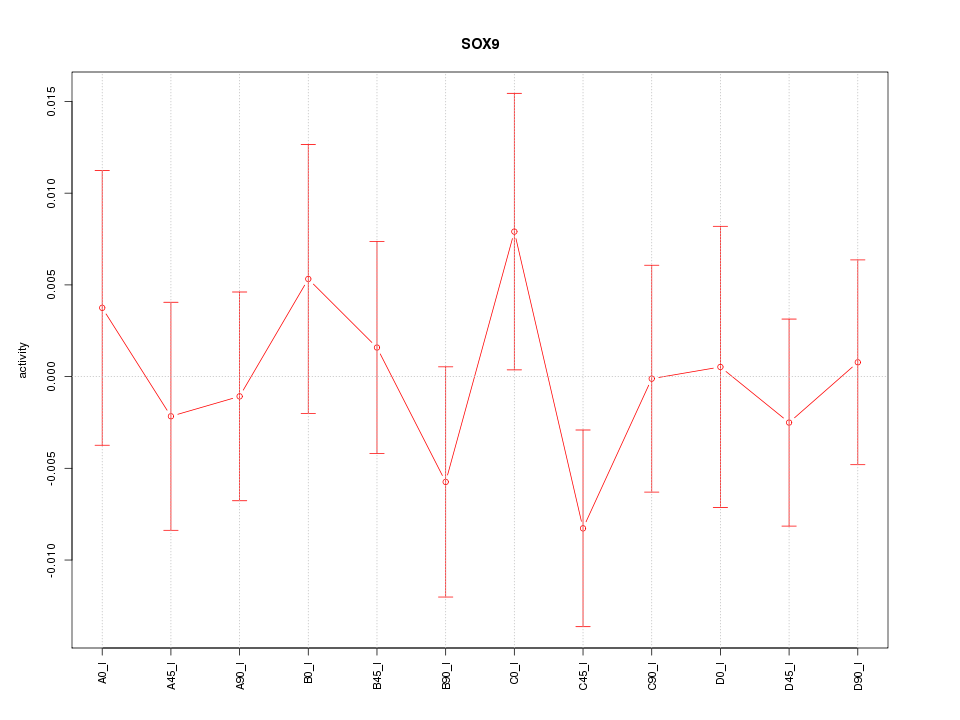 SOX9
activity
0.015
0.010
0.005
0.000
-0.005
-0.010
A0_I
A45_I
A90_I
B0_I
B45_I
B90_I
C0_I
C45_I
C90_I
D0_I
D45_I
D90_I